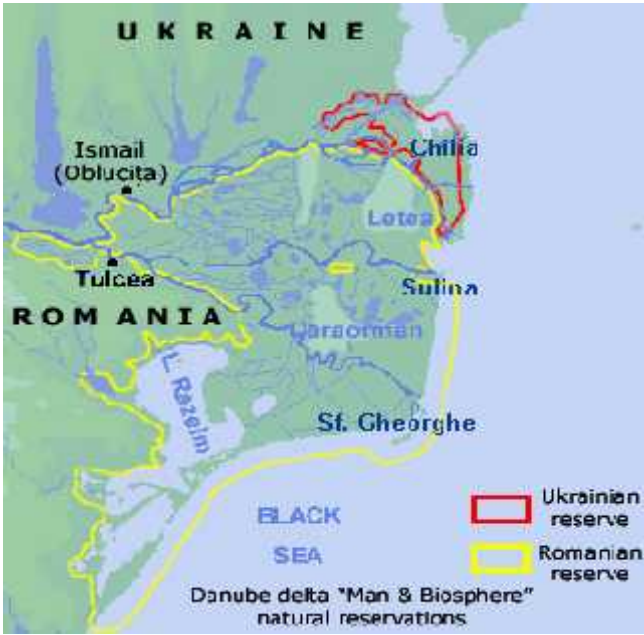 UKRAINE
Ismail
(Oblucita)
Chilia
Letea
Tulcea
Sulina
ROMANIA
Caraorman
L. Razelm
Sf. Gheorghe
BLACK
SEA
Ukrainian
reserve
Romanian
reserve
Danube delta "Man & Biosphere"
natural reservations